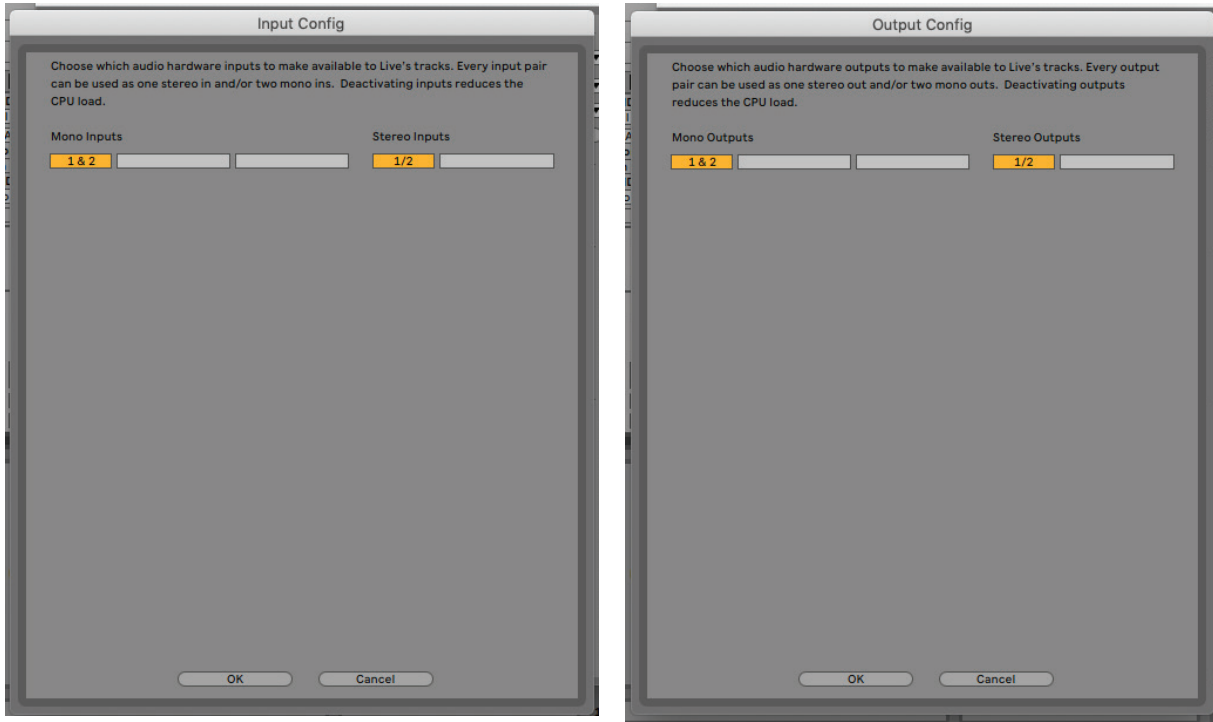 Input Config
Choose which audio hardware inputs to make available to Live's tracks. Every input pair
can be used as one stereo in and/or two mono ins. Deactivating inputs reduces the
CPU load.
Mono Inputs
Stereo Inputs
1 & 2
1/2
OK
Cancel
Output Config
Choose which audio hardware outputs to make available to Live's tracks. Every output
pair can be used as one stereo out and/or two mono outs. Deactivating outputs
reduces the CPU load.
Mono Outputs
Stereo Outputs
1 & 2
1/2
OK
Cancel